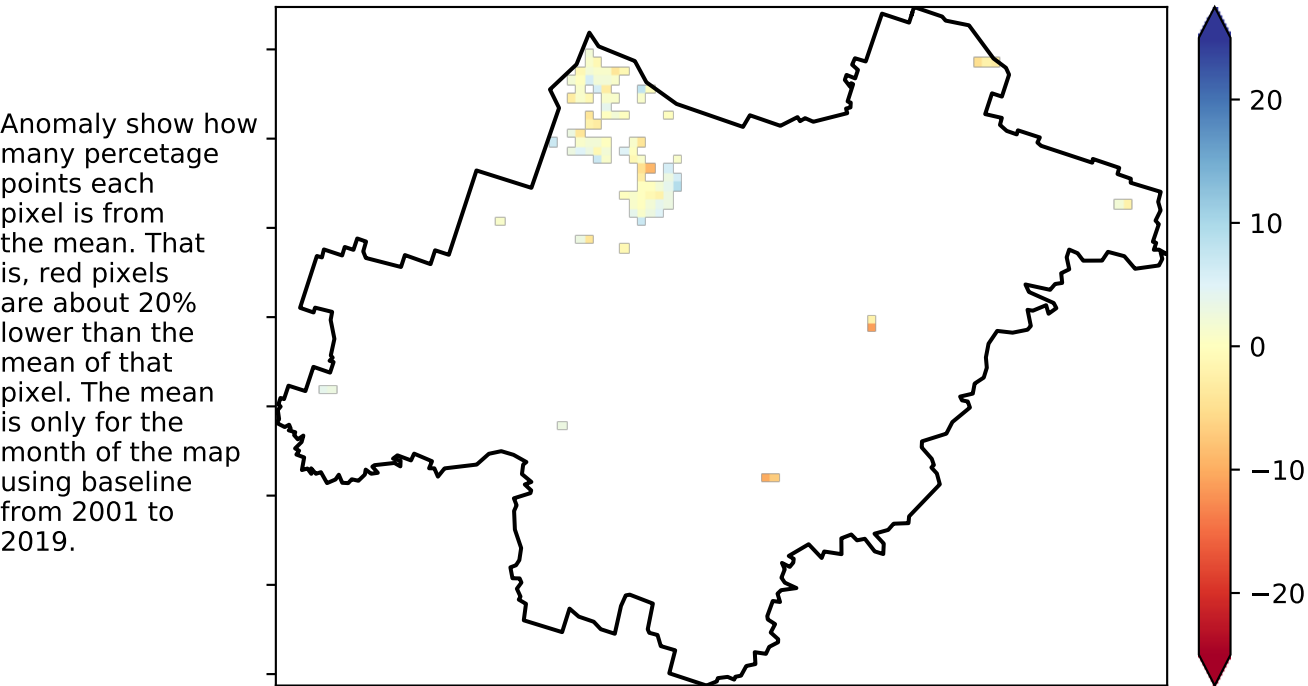 Anomaly show how
many percetage
points each
pixel is from
the mean. That
is, red pixels
are about 20%
lower than the
mean of that
pixel. The mean
is only for the
month of the map
using baseline
from 2001 to
2019.
20
10
0
−10
−20